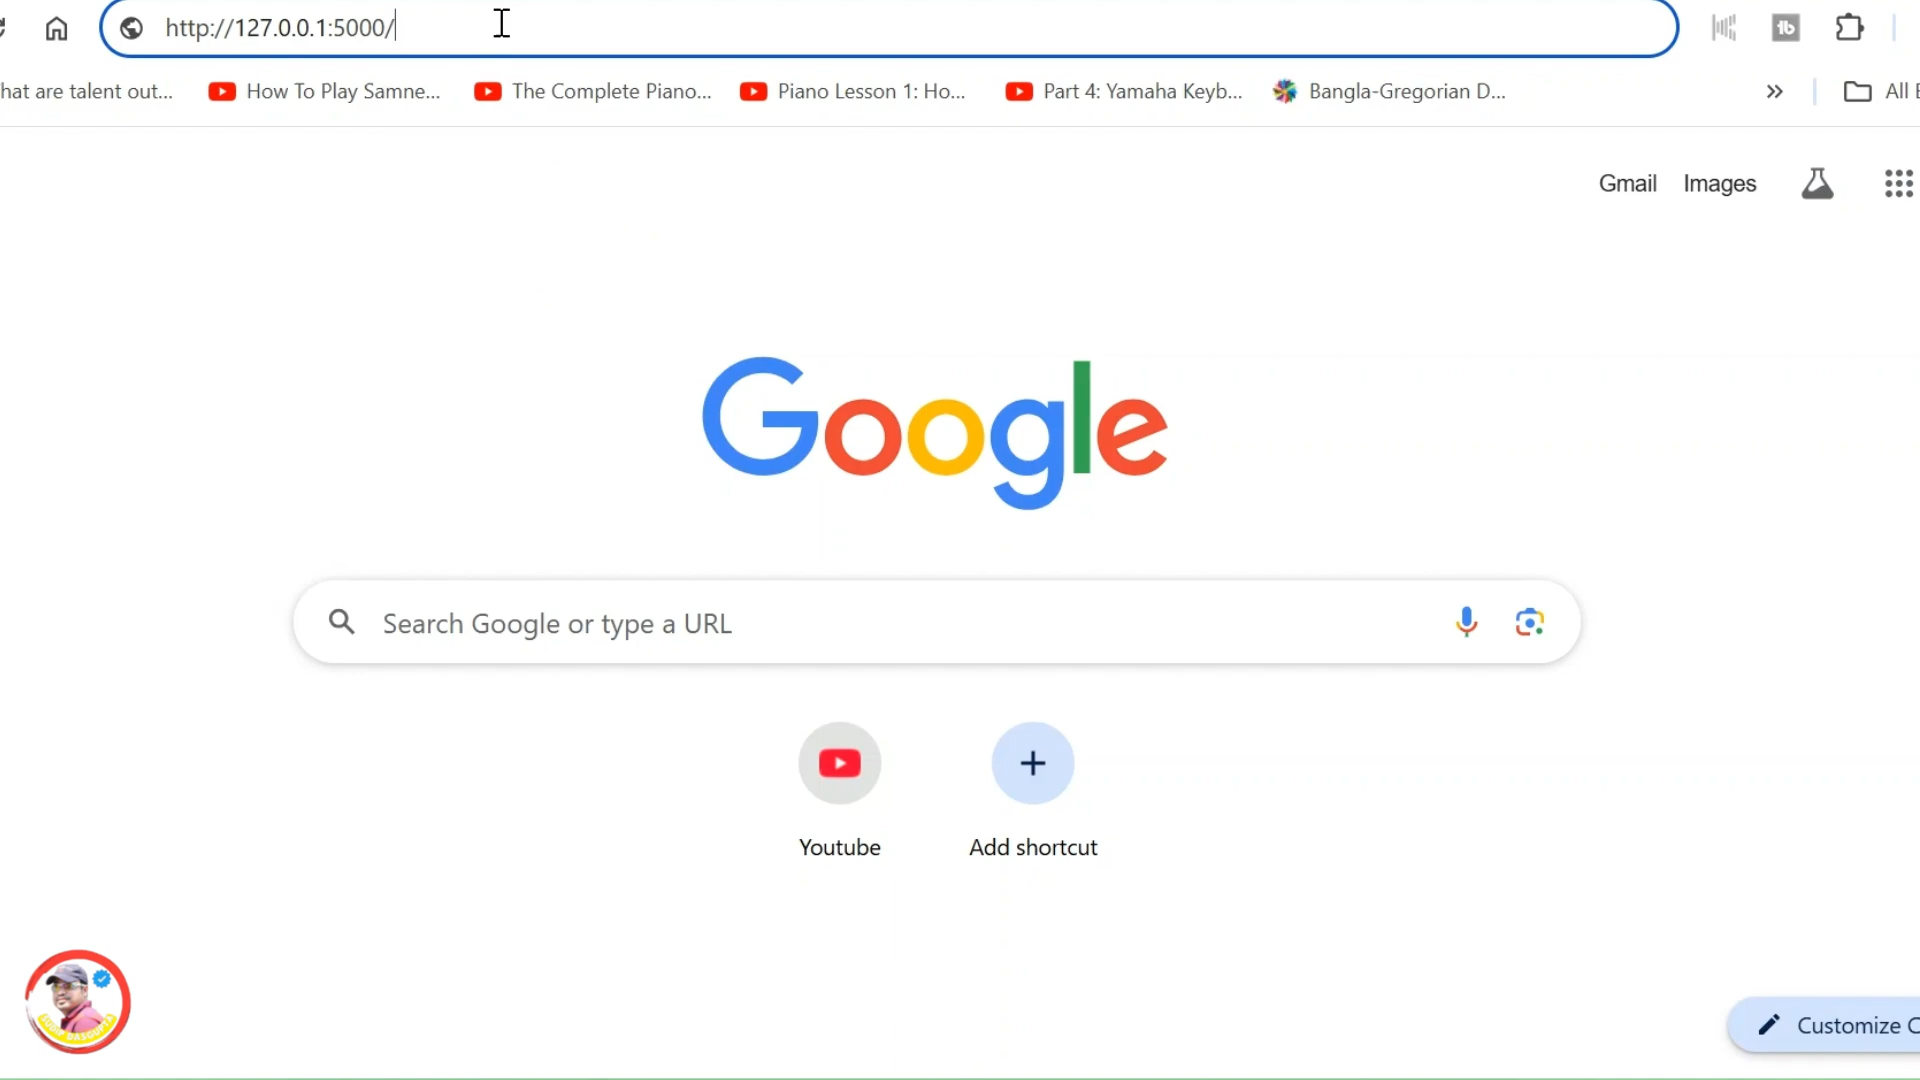 http://127.0.0.1:5000/
hat are talent out... How To Play Samne... The Complete Piano... Piano Lesson 1: Ho... Part 4: Yamaha Keyb... Bangla-Gregorian D... » All
Gmail Images
Google
Search Google or type a URL
Youtube Add shortcut
Customize